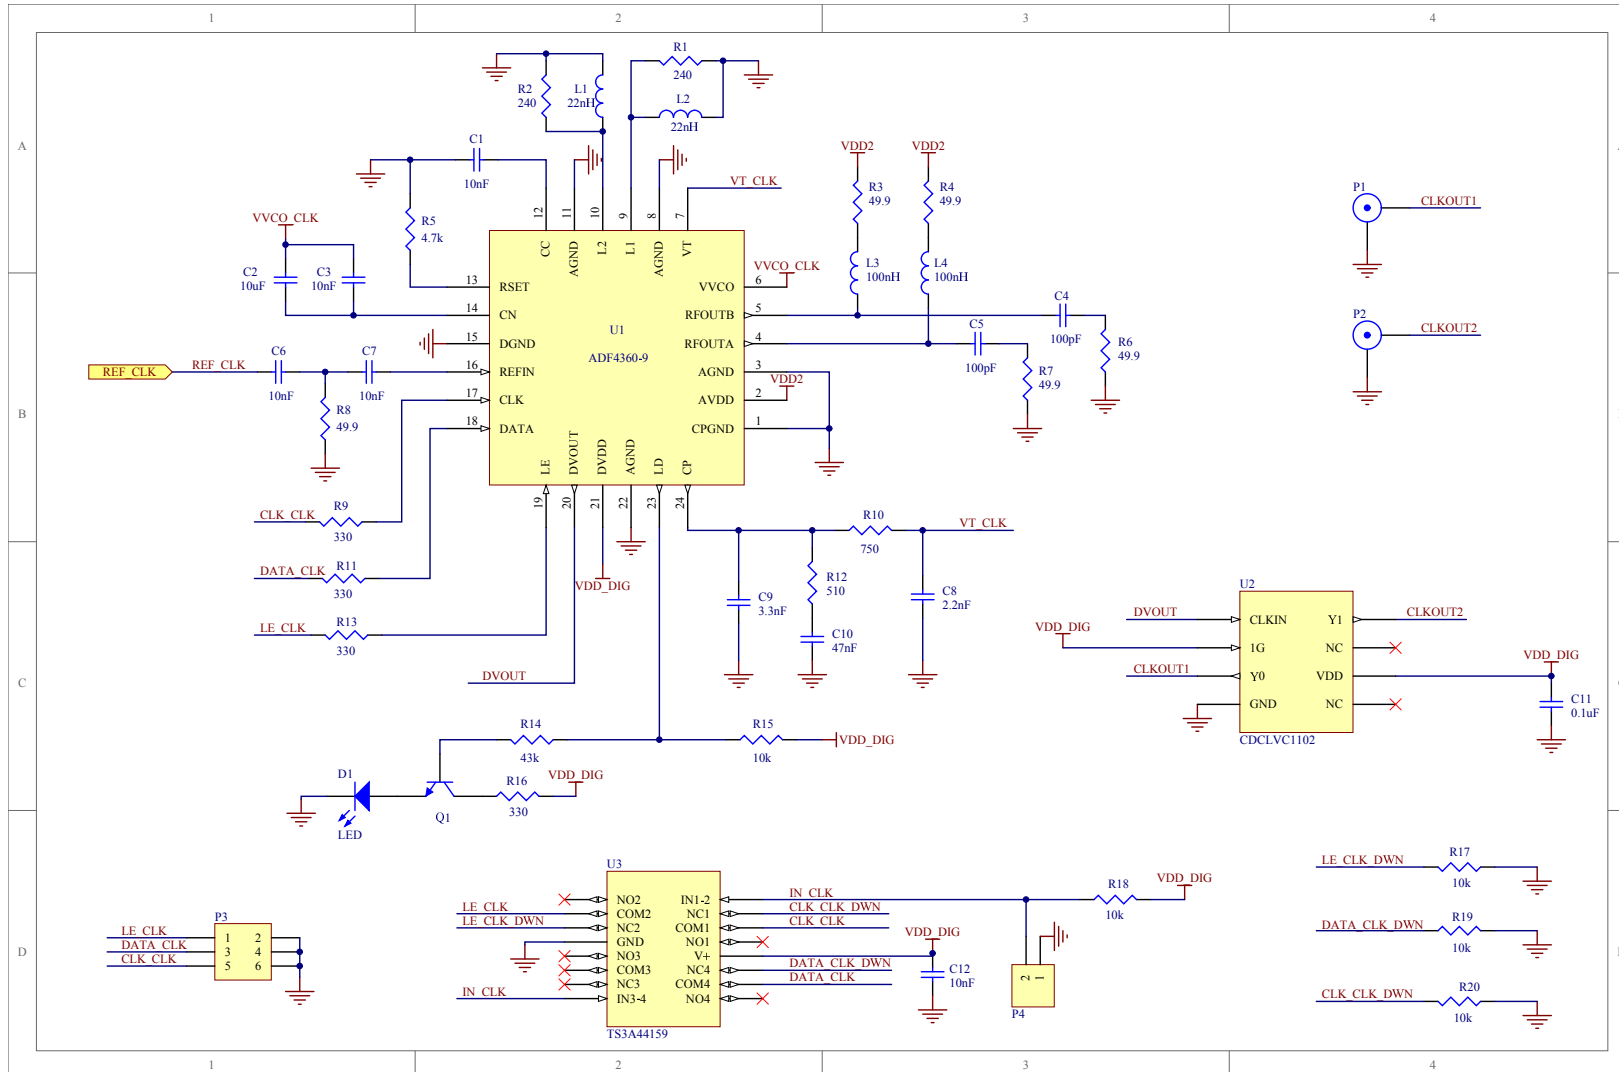 1 2 3 4
A
B
C
D
R1
240
L2
22nH
R2
240
L1
22nH
C1
10nF
VT_CLK
VVCO_CLK
R5
4.7k
C2
10uF
C3
10nF
12 11 10 9 8 7
CC AGND L2 L1 AGND VT
13 RSET
14 CN
15 DGND
16 REFIN
17 CLK
18 DATA
U1
ADF4360-9
VVCO 6
RFOUTB 5
RFOUTA 4
AGND 3
AVDD 2
CPGND 1
LE DVOUT DVDD AGND LD CP
19 20 21 22 23 24
VVCO_CLK
VDD2
VDD2
VDD2
R3
49.9
R4
49.9
L3
100nH
L4
100nH
C4
100pF
C5
100pF
R6
49.9
R7
49.9
P1
CLKOUT1
P2
CLKOUT2
REF_CLK
REF_CLK
C6
10nF
C7
10nF
R8
49.9
CLK_CLK
R9
330
DATA_CLK
R11
330
LE_CLK
R13
330
VDD_DIG
DVOUT
R10
750
VT_CLK
C9
3.3nF
R12
510
C10
47nF
C8
2.2nF
R14
43k
R15
10k
VDD_DIG
D1
LED
Q1
R16
330
VDD_DIG
U2
DVOUT
VDD_DIG
CLKOUT1
CLKIN Y1
1G NC
Y0 VDD
GND NC
CDCLVC1102
CLKOUT2
VDD_DIG
C11
0.1uF
P3
LE_CLK 1 2
DATA_CLK 3 4
CLK_CLK 5 6
U3
NO2 IN1-2 IN_CLK
LE_CLK COM2 NC1 CLK_CLK_DWN
LE_CLK_DWN NC2 COM1 CLK_CLK
GND NO1
NO3 V+
COM3 NC4 DATA_CLK_DWN
NC3 COM4 DATA_CLK
IN_CLK IN3-4 NO4
TS3A44159
VDD_DIG
C12
10nF
R18
10k
VDD_DIG
2 1
P4
LE_CLK_DWN
R17
10k
DATA_CLK_DWN
R19
10k
CLK_CLK_DWN
R20
10k
1 2 3 4